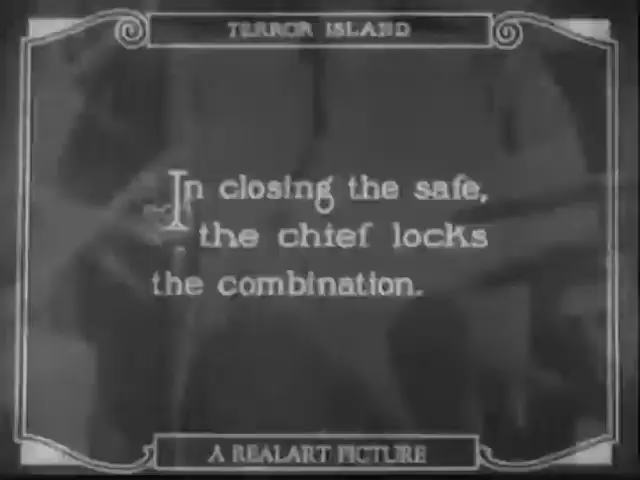 TERROR ISLAND
In closing the safe,
the chief locks
the combination.
A REALART PICTURE